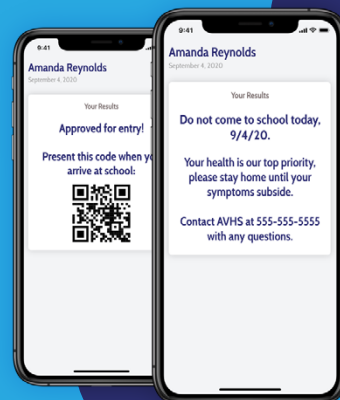 9:41
Amanda Reynolds
September 4, 2020
Your Results
Approved for entry!
Present this code when
arrive at school:
9:41
Amanda Reynolds
September 4, 2020
Your Results
Do not come to school today,
9/4/20.
Your health is our top priority,
please stay home until your
symptoms subside.
Contact AVHS at 555-555-5555
with any questions.